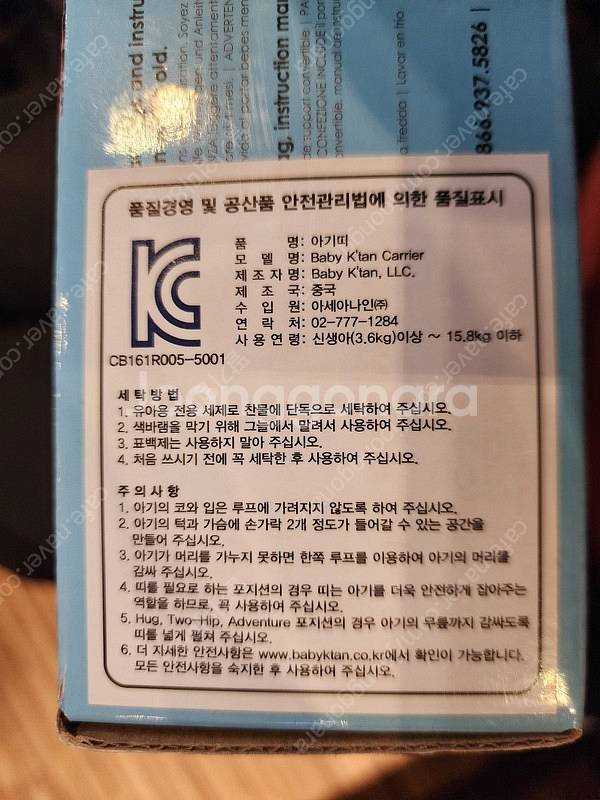 and instru
old.
ag, instruction ma
866.937.5826 |
품질경영 및 공산품 안전관리법에 의한 품질표시
KC
CB161R005-5001
품 명: 아기띠
모 델 명: Baby K'tan Carrier
제 조 자 명: Baby K'tan, LLC.
제 조 국: 중국
수 입 원: 아세아나인㈜
연 락 처: 02-777-1284
사 용 연 령: 신생아(3.6kg)이상 ~ 15.8kg 이하
joonggonara
세 탁 방 법
1. 유아용 전용 세제로 찬물에 단독으로 세탁하여 주십시오.
2. 색바램을 막기 위해 그늘에서 말려서 사용하여 주십시오.
3. 표백제는 사용하지 말아 주십시오.
4. 처음 쓰시기 전에 꼭 세탁한 후 사용하여 주십시오.
주 의 사 항
1. 아기의 코와 입은 루프에 가려지지 않도록 하여 주십시오.
2. 아기의 턱과 가슴에 손가락 2개 정도가 들어갈 수 있는 공간을
만들어 주십시오.
3. 아기가 머리를 가누지 못하면 한쪽 루프를 이용하여 아기의 머리를
감싸 주십시오.
4. 띠를 필요로 하는 포지션의 경우 띠는 아기를 더욱 안전하게 잡아주는
역할을 하므로, 꼭 사용하여 주십시오.
5. Hug, Two-Hip, Adventure 포지션의 경우 아기의 무릎까지 감싸도록
띠를 넓게 펼쳐 주십시오.
6. 더 자세한 안전사항은 www.babyktan.co.kr에서 확인이 가능합니다.
모든 안전사항을 숙지한 후 사용하여 주십시오.